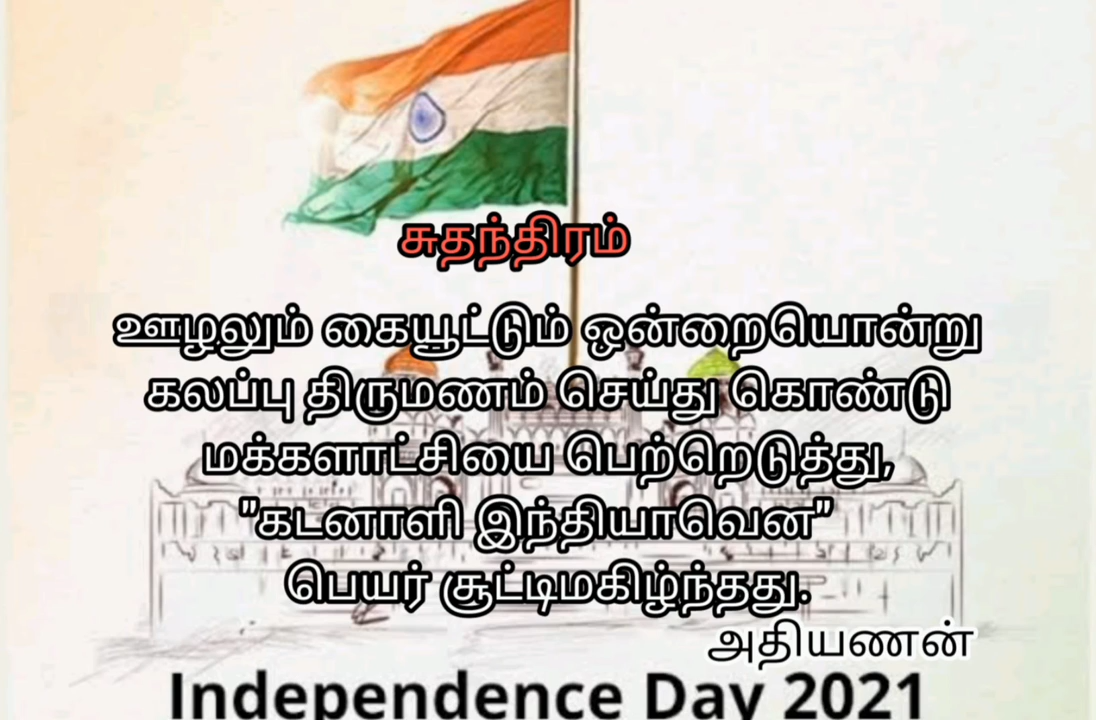 சுதந்திரம்
ஊழலும் கையூட்டும் ஒன்றையொன்று
கலப்பு திருமணம் செய்து கொண்டு
மக்களாட்சியை பெற்றெடுத்து,
"கடனாளி இந்தியாவென"
பெயர் சூட்டிமகிழ்ந்தது.
அதியணன்
Independence Day 2021